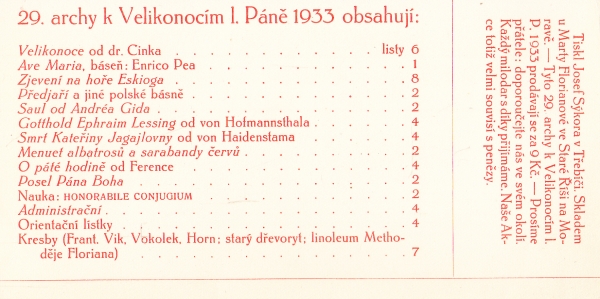 29. archy k Velikonocím l. Páně 1933 obsahují:
Velikonoce od dr. Cinka . . . . . . . . . . . listy 6
Ave Maria, báseň: Enrico Pea . . . . . . . . . . 1
Zjevení na hoře Eskioga . . . . . . . . . . . . 8
Předjaří a jiné polské básně . . . . . . . . . . . 2
Saul od Andréa Gida . . . . . . . . . . . . . 2
Gotthold Ephraim Lessing od von Hofmannsthala . . . . 4
Smrt Kateřiny Jagajlovny od von Haidenstama . . . . . 4
Menuet albatrosů a sarabandy červů . . . . . . . . 2
O páté hodině od Ference . . . . . . . . . . . 4
Posel Pána Boha . . . . . . . . . . . . . . 2
Nauka: HONORABILE CONJUGIUM . . . . . . . . . 2
Administrační . . . . . . . . . . . . . . . 4
Orientační lístky . . . . . . . . . . . . . . 4
Kresby (Frant. Vik, Vokolek, Horn; starý dřevoryt; linoleum Metho-
děje Floriana) . . . . . . . . . . . . . . 7
Tiskl Josef Sýkora v Třebíči. Skladem
u Marty Florianové ve Staré Říši na Mo-
ravě. — Tyto 29. archy k Velikonocím l.
P. 1933 prodávají se za 9 Kč. — Prosíme
přátele: doporoučejte nás ve svém okolí.
Každý milodar s díky přijímáme. Naše Ak-
ce totiž velmi souvisí s penězy.